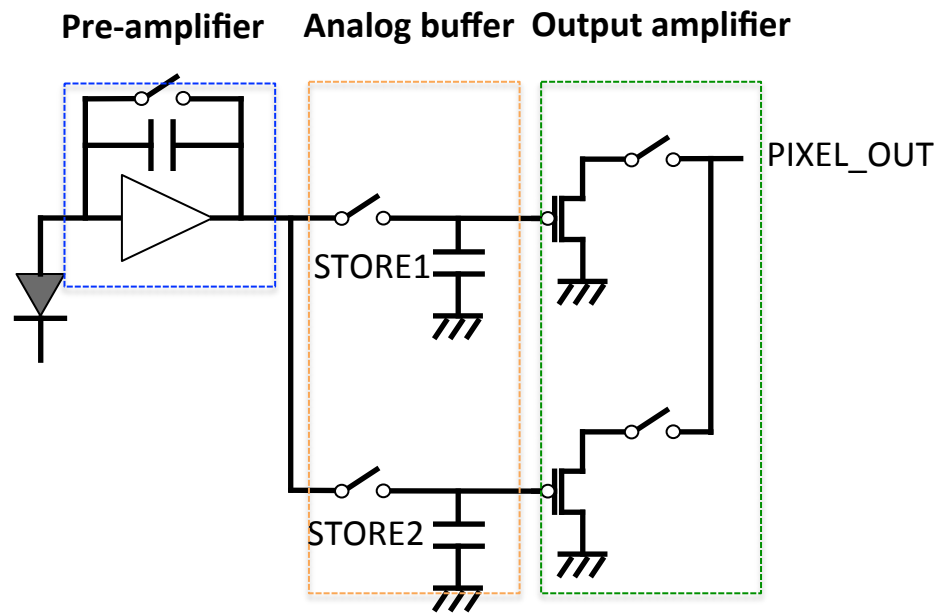 Pre-amplifier Analog buffer Output amplifier
PIXEL_OUT
STORE1
STORE2